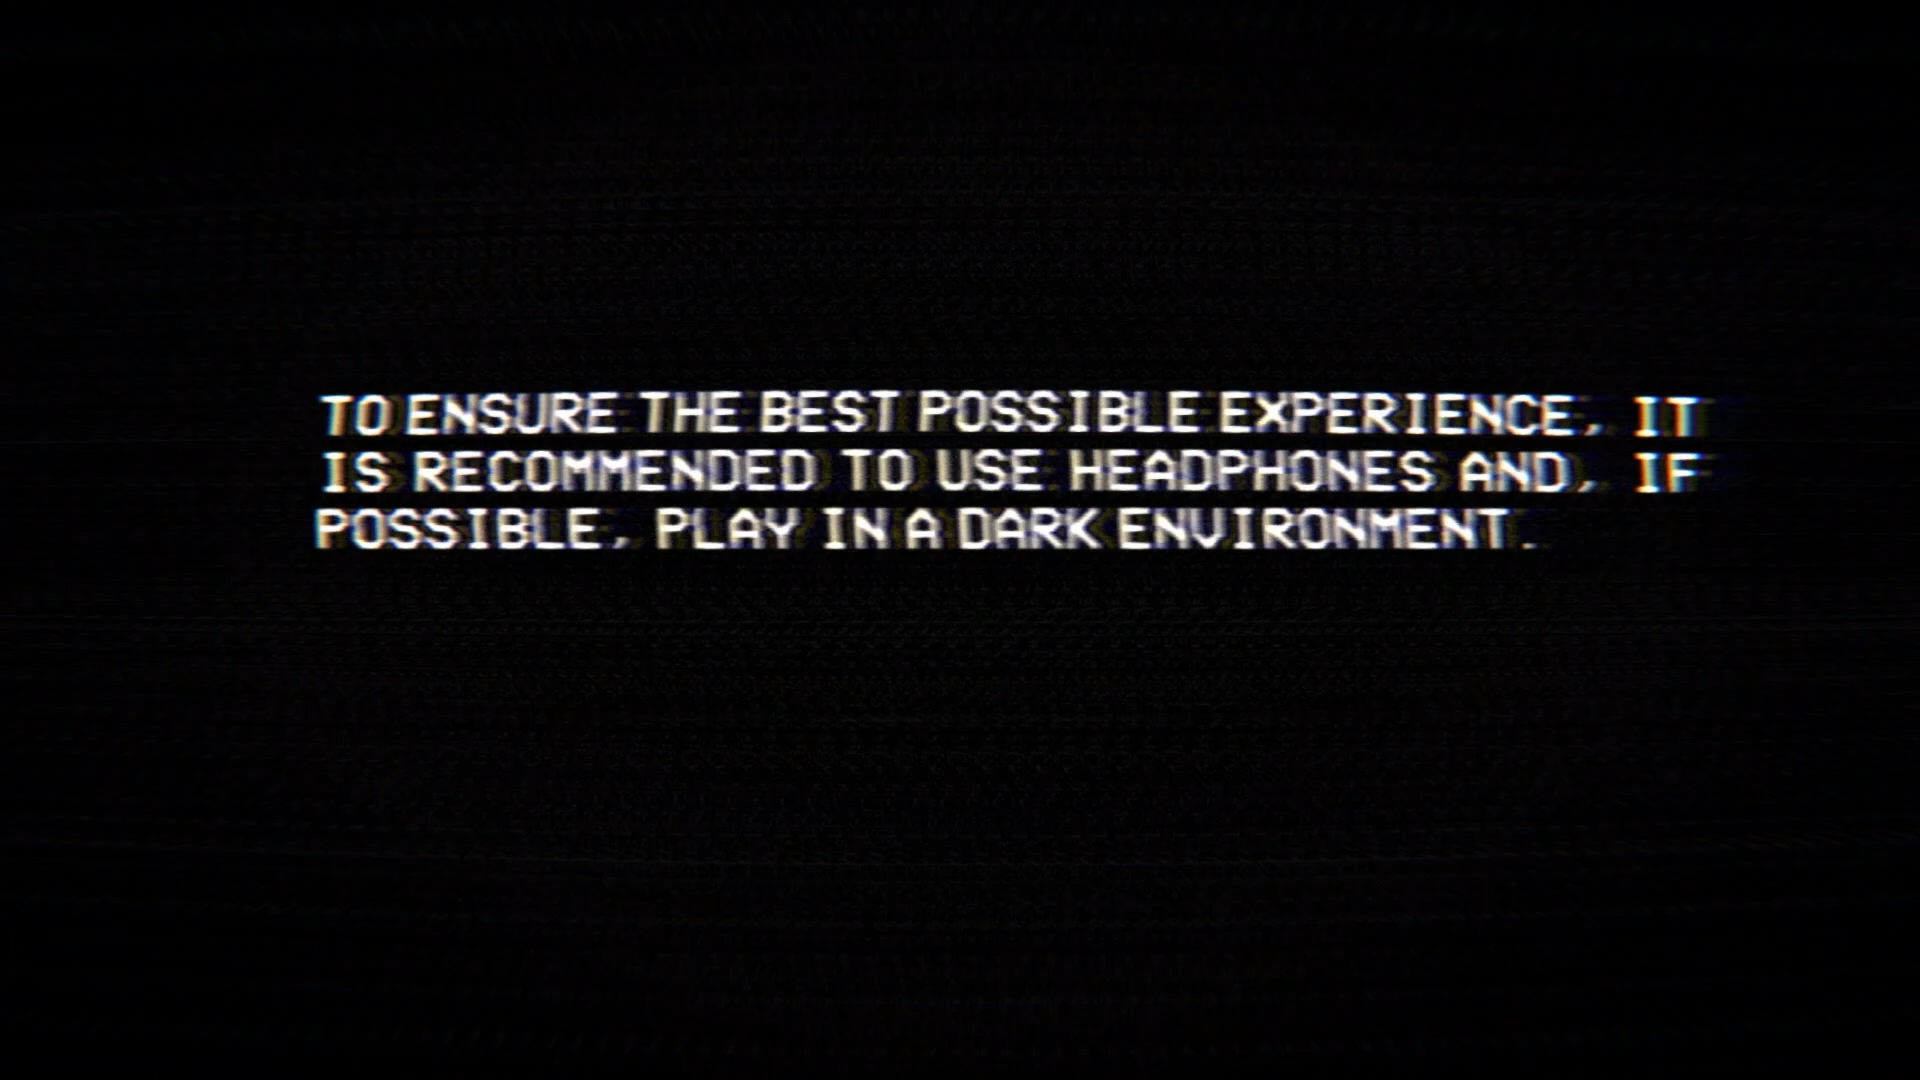 TO ENSURE THE BEST POSSIBLE EXPERIENCE, IT
IS RECOMMENDED TO USE HEADPHONES AND, IF
POSSIBLE, PLAY IN A DARK ENVIRONMENT.